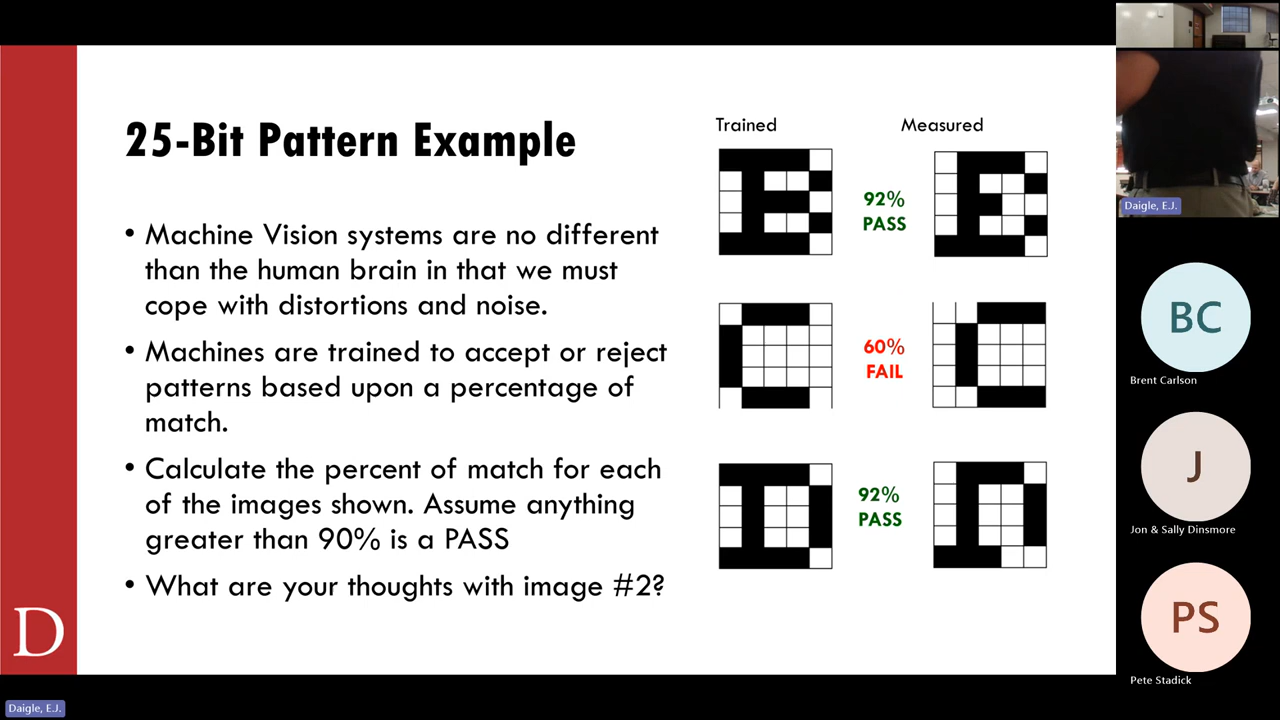 25-Bit Pattern Example
• Machine Vision systems are no different
than the human brain in that we must
cope with distortions and noise.
• Machines are trained to accept or reject
patterns based upon a percentage of
match.
• Calculate the percent of match for each
of the images shown. Assume anything
greater than 90% is a PASS
• What are your thoughts with image #2?
Trained
Measured
92%
PASS
60%
FAIL
92%
PASS
D
Daigle, E.J.
Daigle, E.J.
BC
Brent Carlson
J
Jon & Sally Dinsmore
PS
Pete Stadick